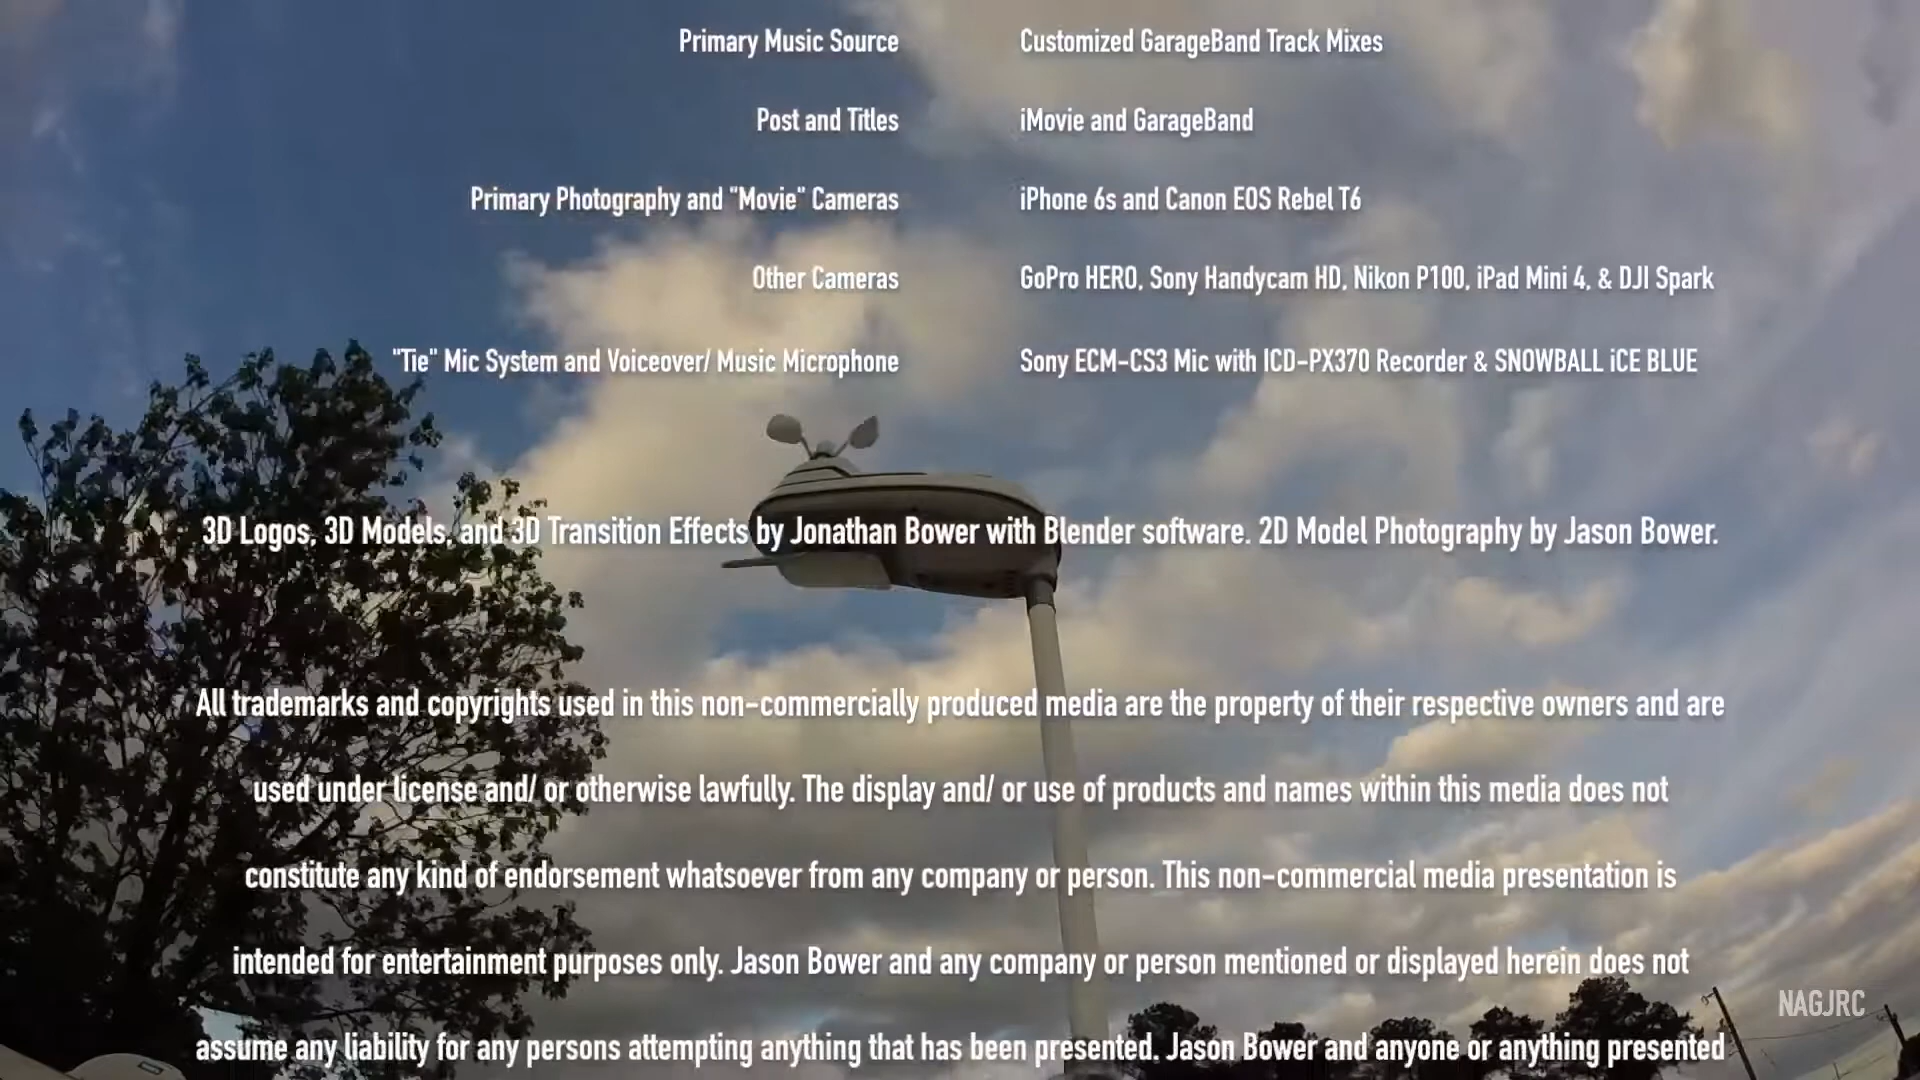 Primary Music Source Customized GarageBand Track Mixes
Post and Titles iMovie and GarageBand
Primary Photography and "Movie" Cameras iPhone 6s and Canon EOS Rebel T6
Other Cameras GoPro HERO, Sony Handycam HD, Nikon P100, iPad Mini 4, & DJI Spark
"Tie" Mic System and Voiceover/ Music Microphone Sony ECM-CS3 Mic with ICD-PX370 Recorder & SNOWBALL iCE BLUE
3D Logos, 3D Models, and 3D Transition Effects by Jonathan Bower with Blender software. 2D Model Photography by Jason Bower.
All trademarks and copyrights used in this non-commercially produced media are the property of their respective owners and are
used under license and/ or otherwise lawfully. The display and/ or use of products and names within this media does not
constitute any kind of endorsement whatsoever from any company or person. This non-commercial media presentation is
intended for entertainment purposes only. Jason Bower and any company or person mentioned or displayed herein does not
assume any liability for any persons attempting anything that has been presented. Jason Bower and anyone or anything presented
NAGJRC